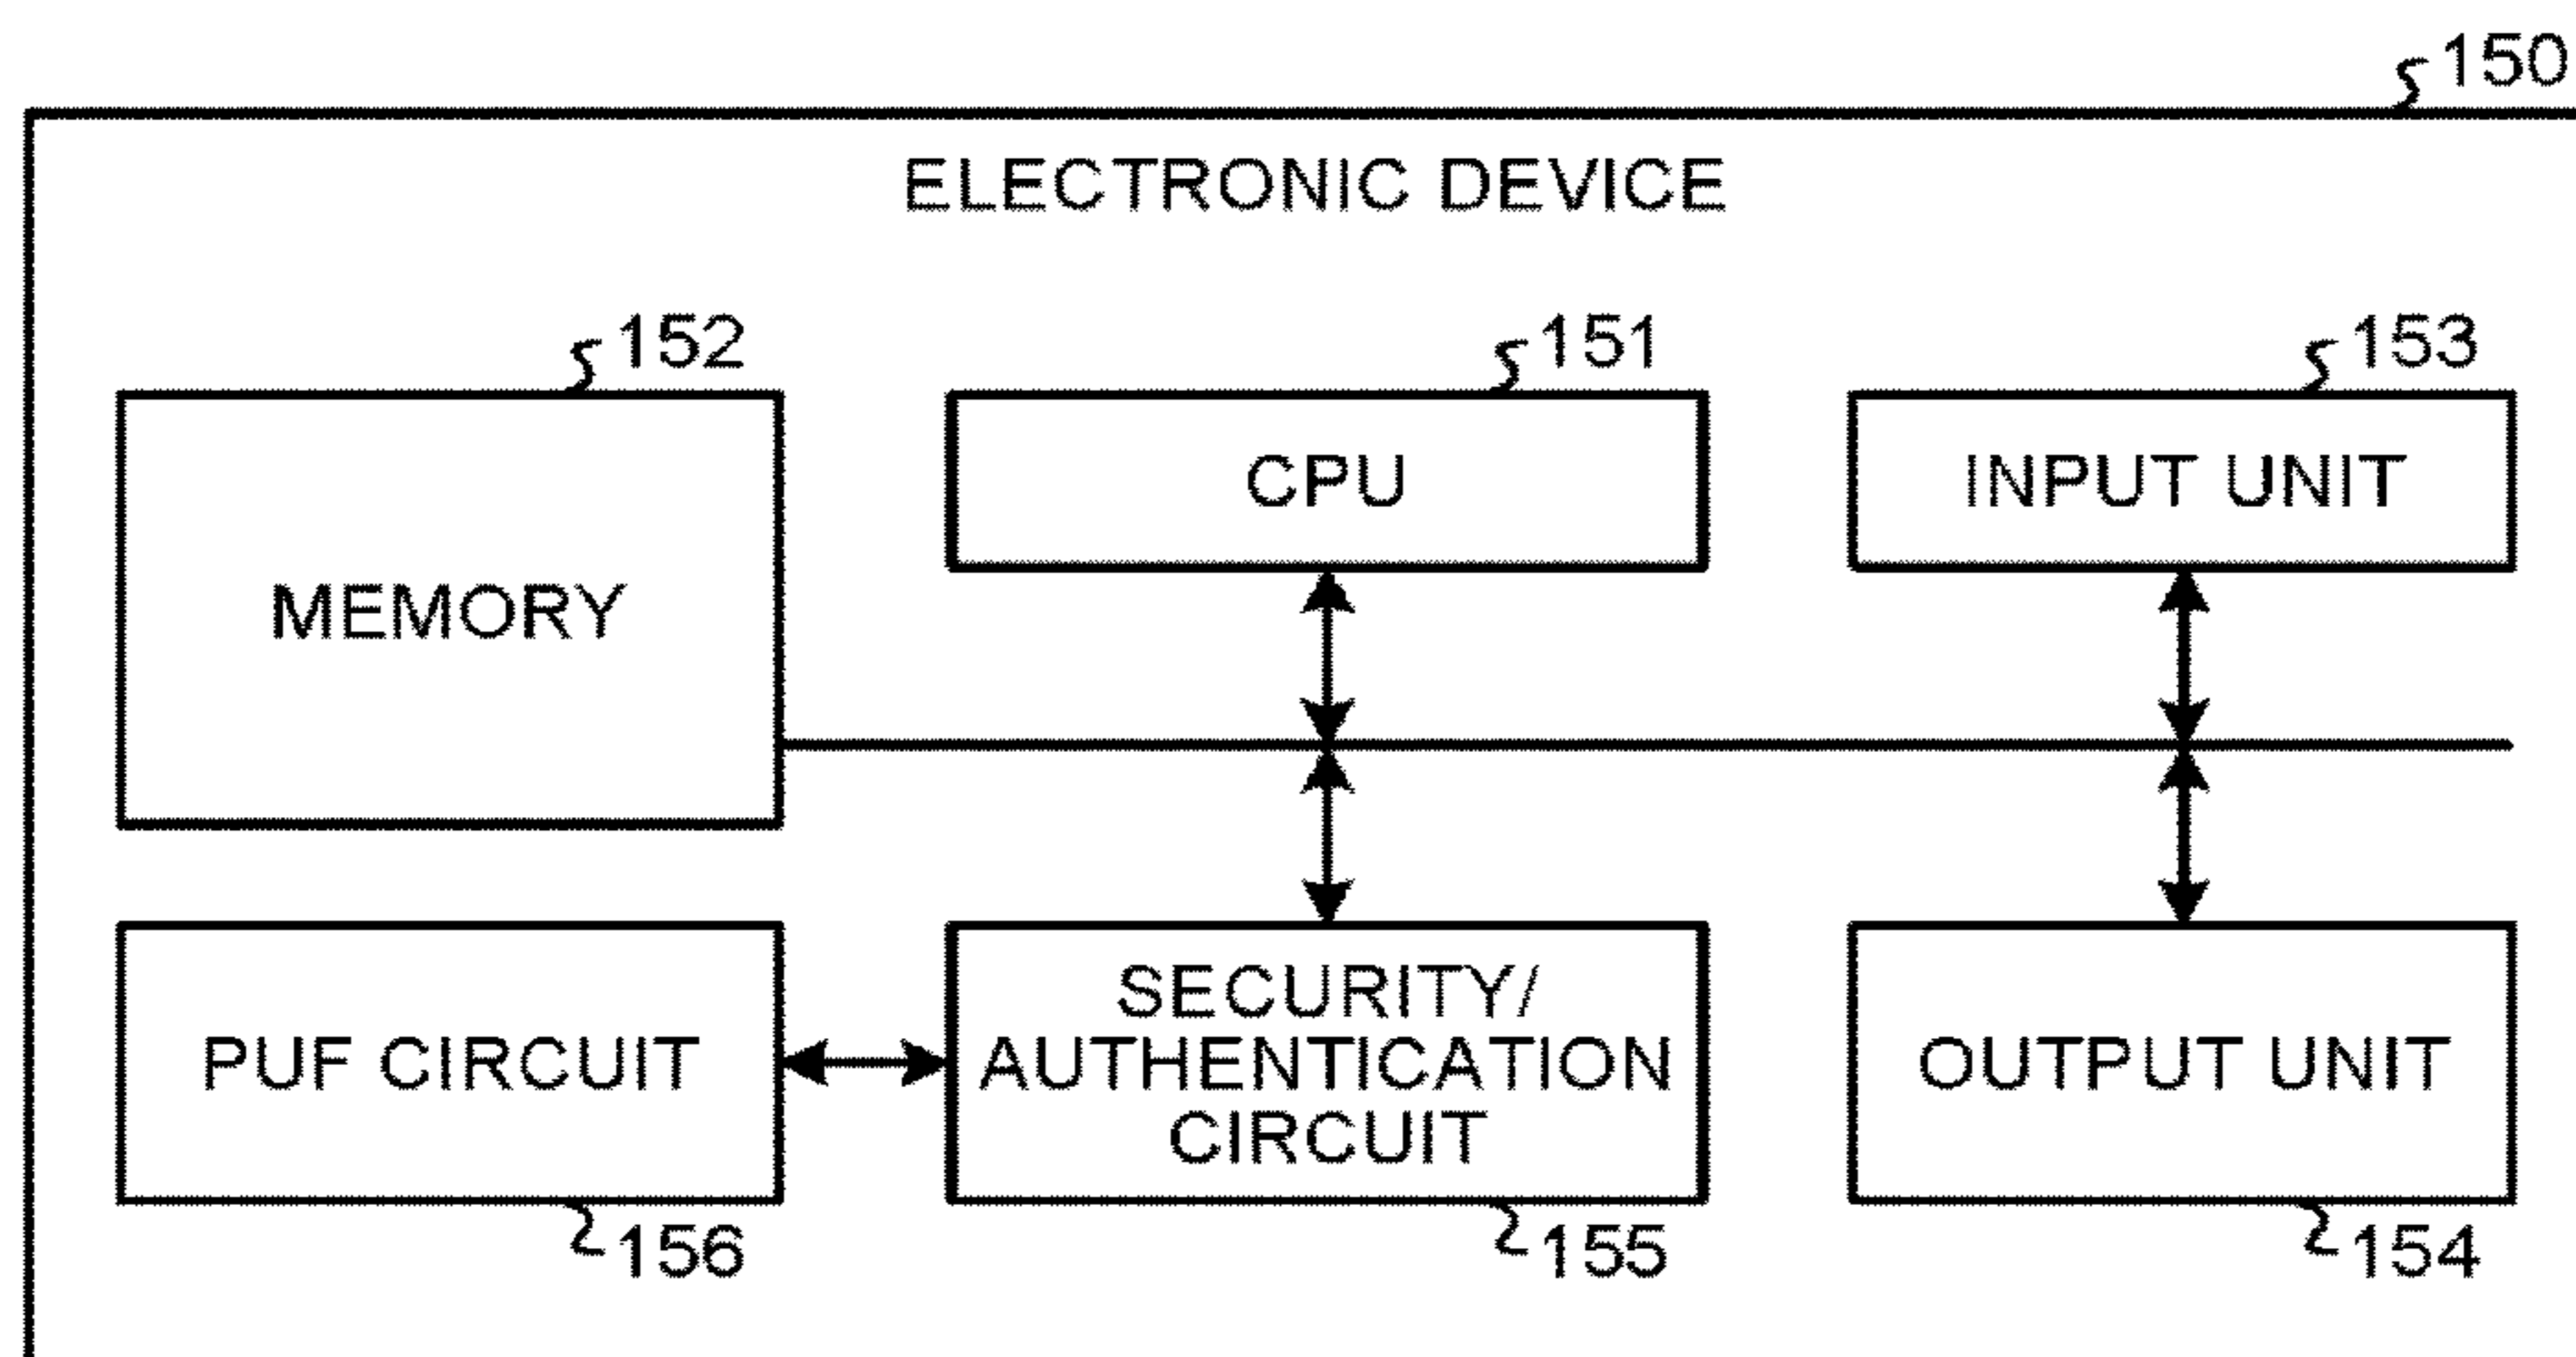 150
ELECTRONIC DEVICE
152
151
153
MEMORY
CPU
INPUT UNIT
PUF CIRCUIT
SECURITY/
AUTHENTICATION
CIRCUIT
OUTPUT UNIT
156
155
154